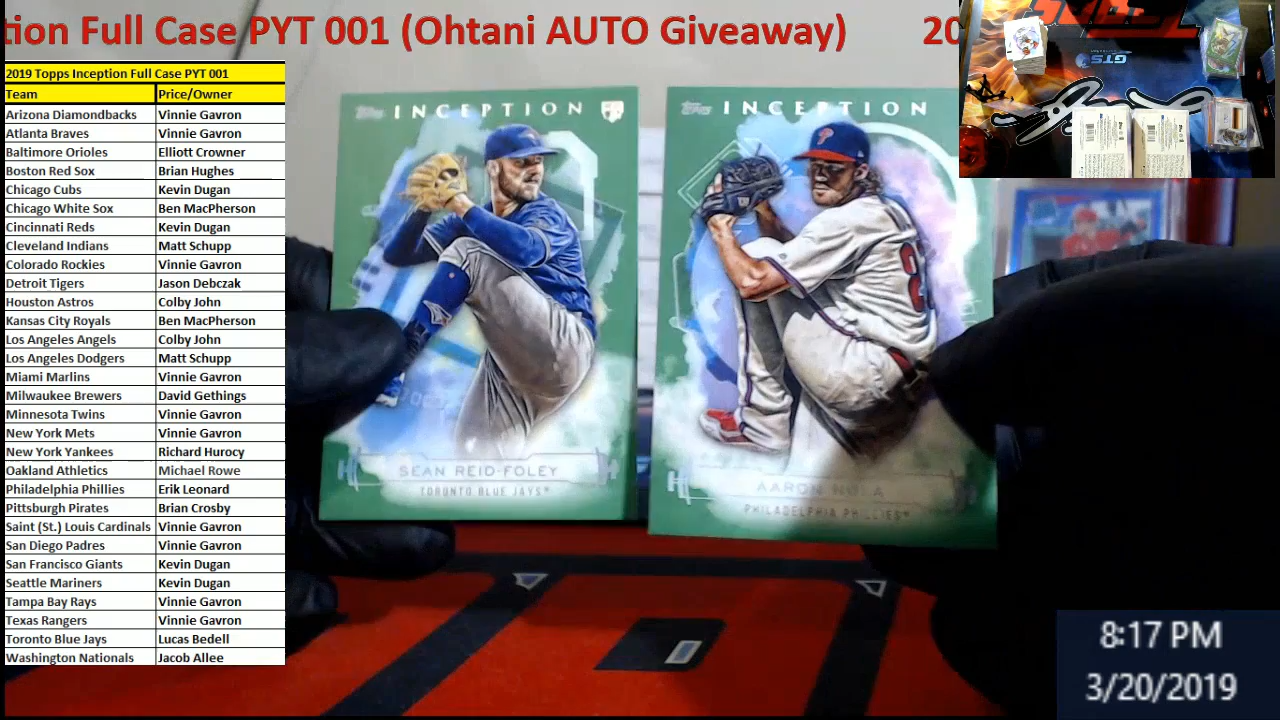 tion Full Case PYT 001 (Ohtani AUTO Giveaway) 20
2019 Topps Inception Full Case PYT 001
Team Price/Owner
Arizona Diamondbacks Vinnie Gavron
Atlanta Braves Vinnie Gavron
Baltimore Orioles Elliott Crowner
Boston Red Sox Brian Hughes
Chicago Cubs Kevin Dugan
Chicago White Sox Ben MacPherson
Cincinnati Reds Kevin Dugan
Cleveland Indians Matt Schupp
Colorado Rockies Vinnie Gavron
Detroit Tigers Jason Debczak
Houston Astros Colby John
Kansas City Royals Ben MacPherson
Los Angeles Angels Colby John
Los Angeles Dodgers Matt Schupp
Miami Marlins Vinnie Gavron
Milwaukee Brewers David Gethings
Minnesota Twins Vinnie Gavron
New York Mets Vinnie Gavron
New York Yankees Richard Hurocy
Oakland Athletics Michael Rowe
Philadelphia Phillies Erik Leonard
Pittsburgh Pirates Brian Crosby
Saint (St.) Louis Cardinals Vinnie Gavron
San Diego Padres Vinnie Gavron
San Francisco Giants Kevin Dugan
Seattle Mariners Kevin Dugan
Tampa Bay Rays Vinnie Gavron
Texas Rangers Vinnie Gavron
Toronto Blue Jays Lucas Bedell
Washington Nationals Jacob Allee
Topps INCEPTION
SEAN REID-FOLEY
TORONTO BLUE JAYS®
Topps INCEPTION
AARON NOLA
PHILADELPHIA PHILLIES®
GTS
8:17 PM
3/20/2019